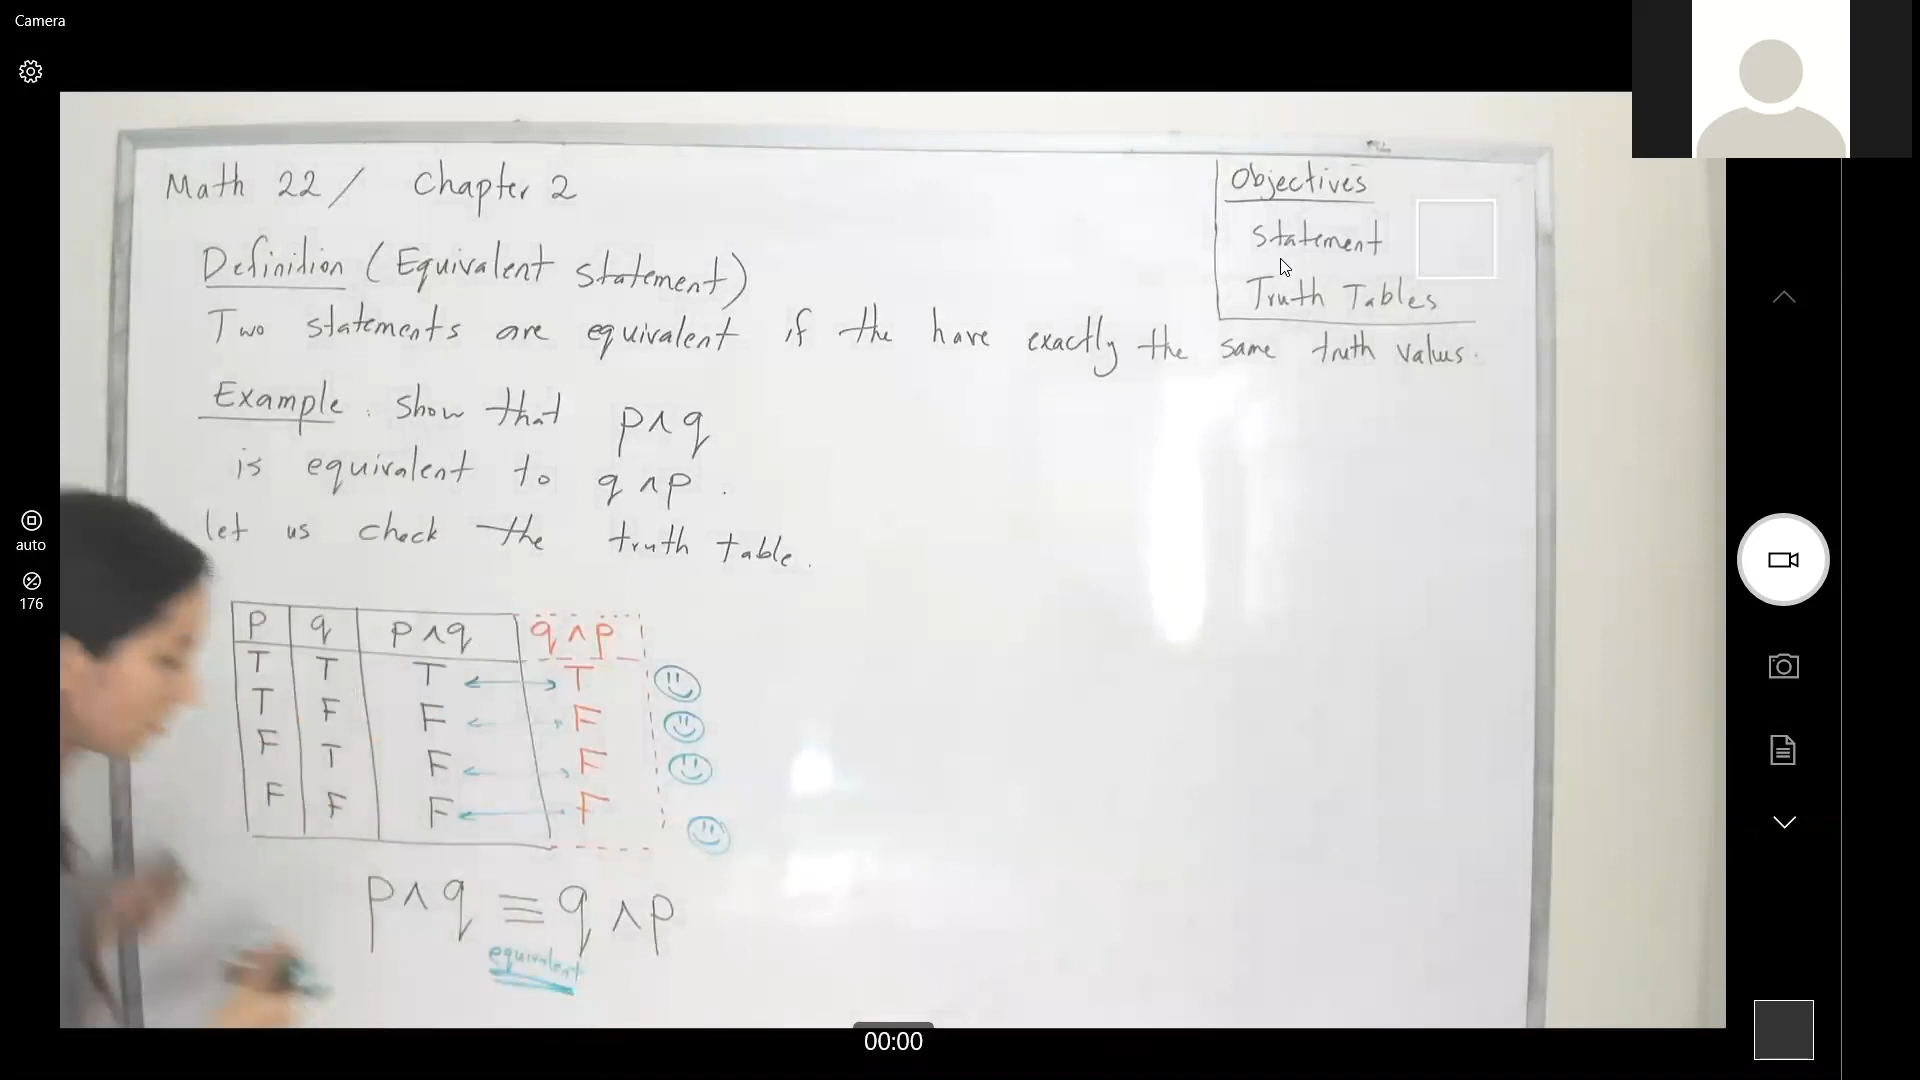 Camera
Math 22 / Chapter 2
Objectives
Statement
Truth Tables
Definition (Equivalent Statement)
Two statements are equivalent if the have exactly the same truth values.
Example. Show that p∧q
is equivalent to q∧p.
let us check the truth table.
p q p∧q q∧p
T T T T
T F F F
F T F F
F F F F
p∧q ≡ q∧p
equivalent
auto
176
00:00